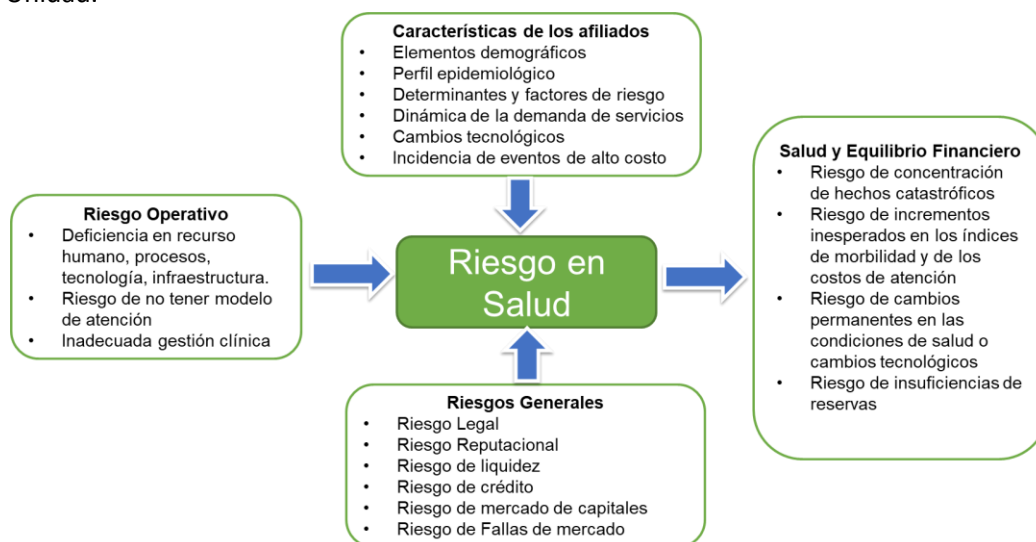 Unidad.
Características de los afiliados
• Elementos demográficos
• Perfil epidemiológico
• Determinantes y factores de riesgo
• Dinámica de la demanda de servicios
• Cambios tecnológicos
• Incidencia de eventos de alto costo
Riesgo Operativo
• Deficiencia en recurso
humano, procesos,
tecnología, infraestructura.
• Riesgo de no tener modelo
de atención
• Inadecuada gestión clínica
Riesgo en
Salud
Salud y Equilibrio Financiero
• Riesgo de concentración
de hechos catastróficos
• Riesgo de incrementos
inesperados en los índices
de morbilidad y de los
costos de atención
• Riesgo de cambios
permanentes en las
condiciones de salud o
cambios tecnológicos
• Riesgo de insuficiencias de
reservas
Riesgos Generales
• Riesgo Legal
• Riesgo Reputacional
• Riesgo de liquidez
• Riesgo de crédito
• Riesgo de mercado de capitales
• Riesgo de Fallas de mercado